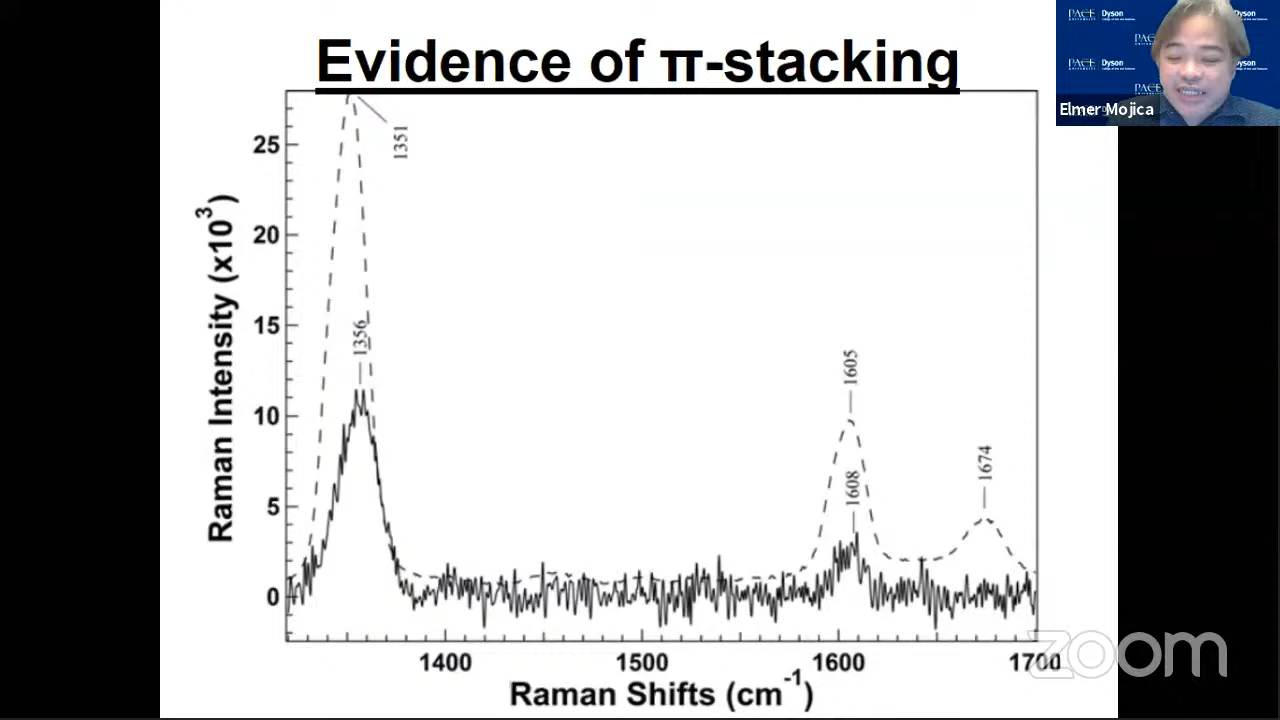 Evidence of π-stacking
PACE
UNIVERSITY
Dyson
Elmer Mojica
1351
1356
1605
1608
1674
25
20
15
10
5
0
Raman Intensity (x10³)
1400
1500
1600
1700
Raman Shifts (cm⁻¹)
zoom